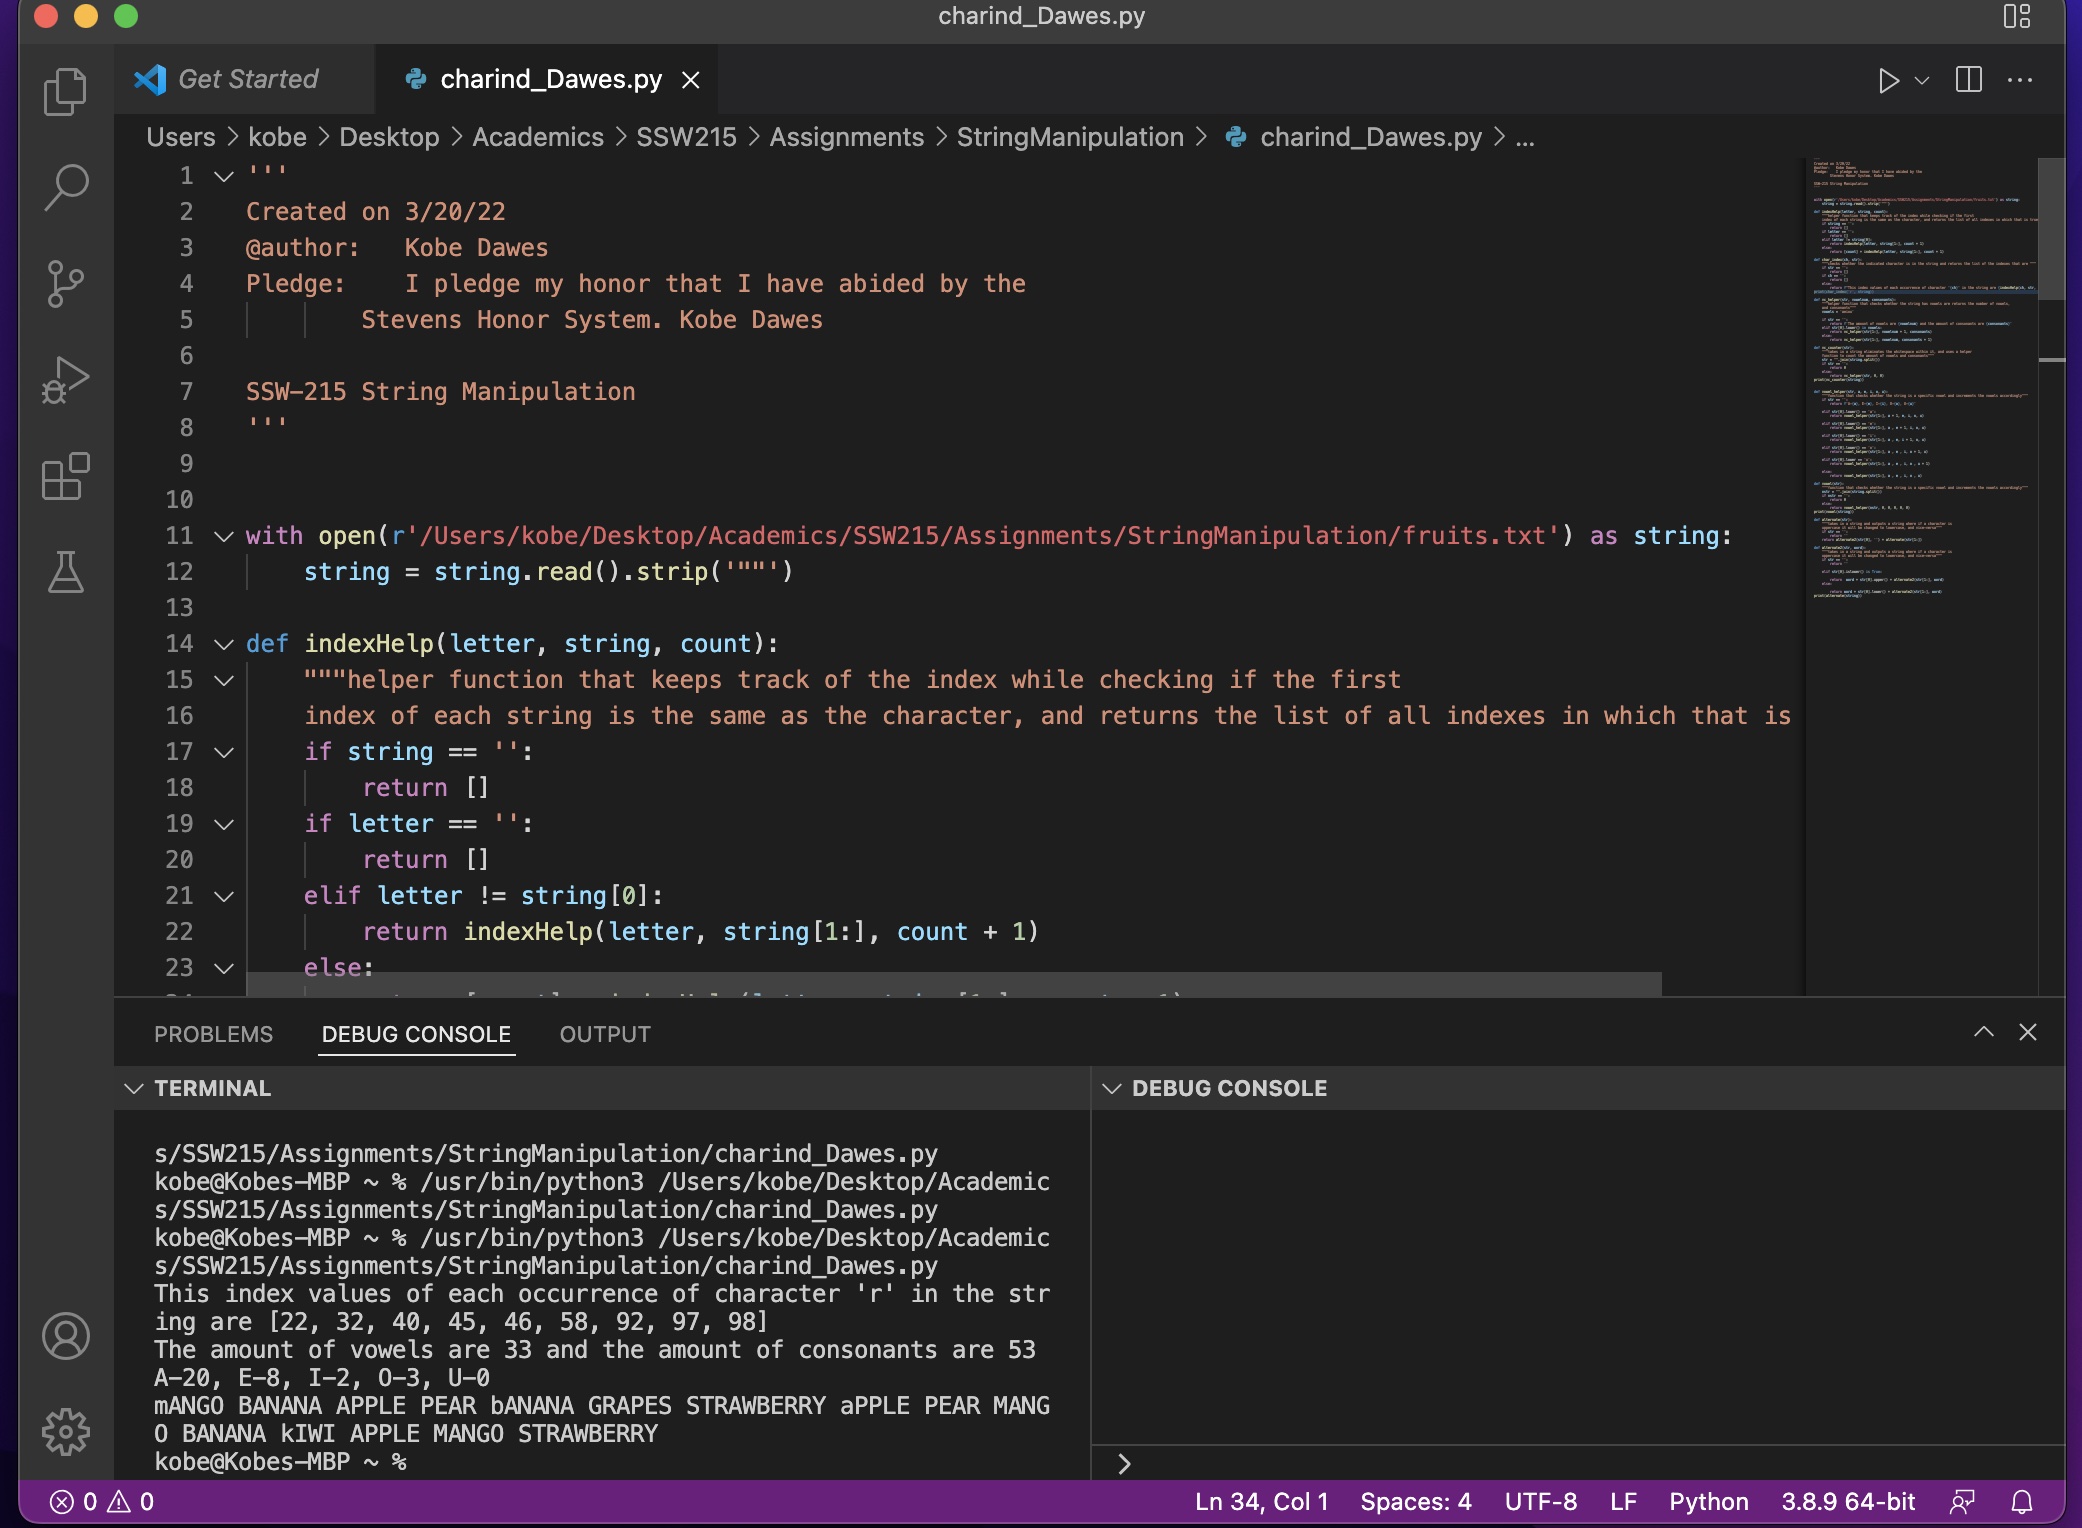 charind_Dawes.py
Get Started
charind_Dawes.py
Users > kobe > Desktop > Academics > SSW215 > Assignments > StringManipulation > charind_Dawes.py > ...
1 '''
2 Created on 3/20/22
3 @author:   Kobe Dawes
4 Pledge:    I pledge my honor that I have abided by the
5         Stevens Honor System. Kobe Dawes
6
7 SSW-215 String Manipulation
8 '''
9
10
11 with open(r'/Users/kobe/Desktop/Academics/SSW215/Assignments/StringManipulation/fruits.txt') as string:
12     string = string.read().strip('""')
13
14 def indexHelp(letter, string, count):
15     """helper function that keeps track of the index while checking if the first
16     index of each string is the same as the character, and returns the list of all indexes in which that is
17     if string == '':
18         return []
19     if letter == '':
20         return []
21     elif letter != string[0]:
22         return indexHelp(letter, string[1:], count + 1)
23     else:
PROBLEMS DEBUG CONSOLE OUTPUT
TERMINAL
s/SSW215/Assignments/StringManipulation/charind_Dawes.py
kobe@Kobes-MBP ~ % /usr/bin/python3 /Users/kobe/Desktop/Academic
s/SSW215/Assignments/StringManipulation/charind_Dawes.py
kobe@Kobes-MBP ~ % /usr/bin/python3 /Users/kobe/Desktop/Academic
s/SSW215/Assignments/StringManipulation/charind_Dawes.py
This index values of each occurrence of character 'r' in the str
ing are [22, 32, 40, 45, 46, 58, 92, 97, 98]
The amount of vowels are 33 and the amount of consonants are 53
A-20, E-8, I-2, O-3, U-0
mANGO BANANA APPLE PEAR bANANA GRAPES STRAWBERRY aPPLE PEAR MANG
O BANANA kIWI APPLE MANGO STRAWBERRY
kobe@Kobes-MBP ~ %
DEBUG CONSOLE
>
0 0
Ln 34, Col 1 Spaces: 4 UTF-8 LF Python 3.8.9 64-bit